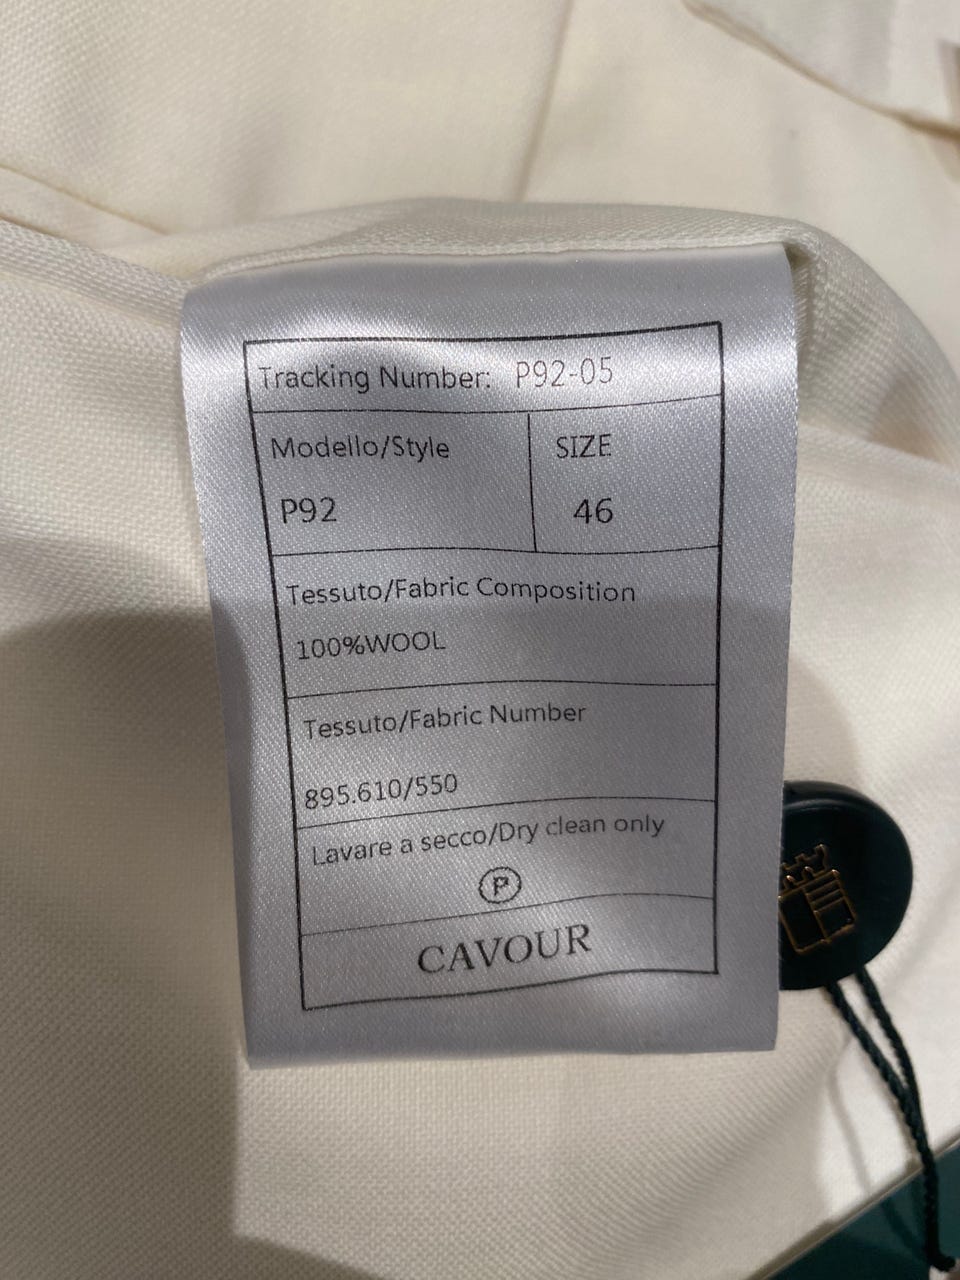 Tracking Number: P92-05
Modello/Style SIZE
P92 46
Tessuto/Fabric Composition
100%WOOL
Tessuto/Fabric Number
895.610/550
Lavare a secco/Dry clean only
P
CAVOUR